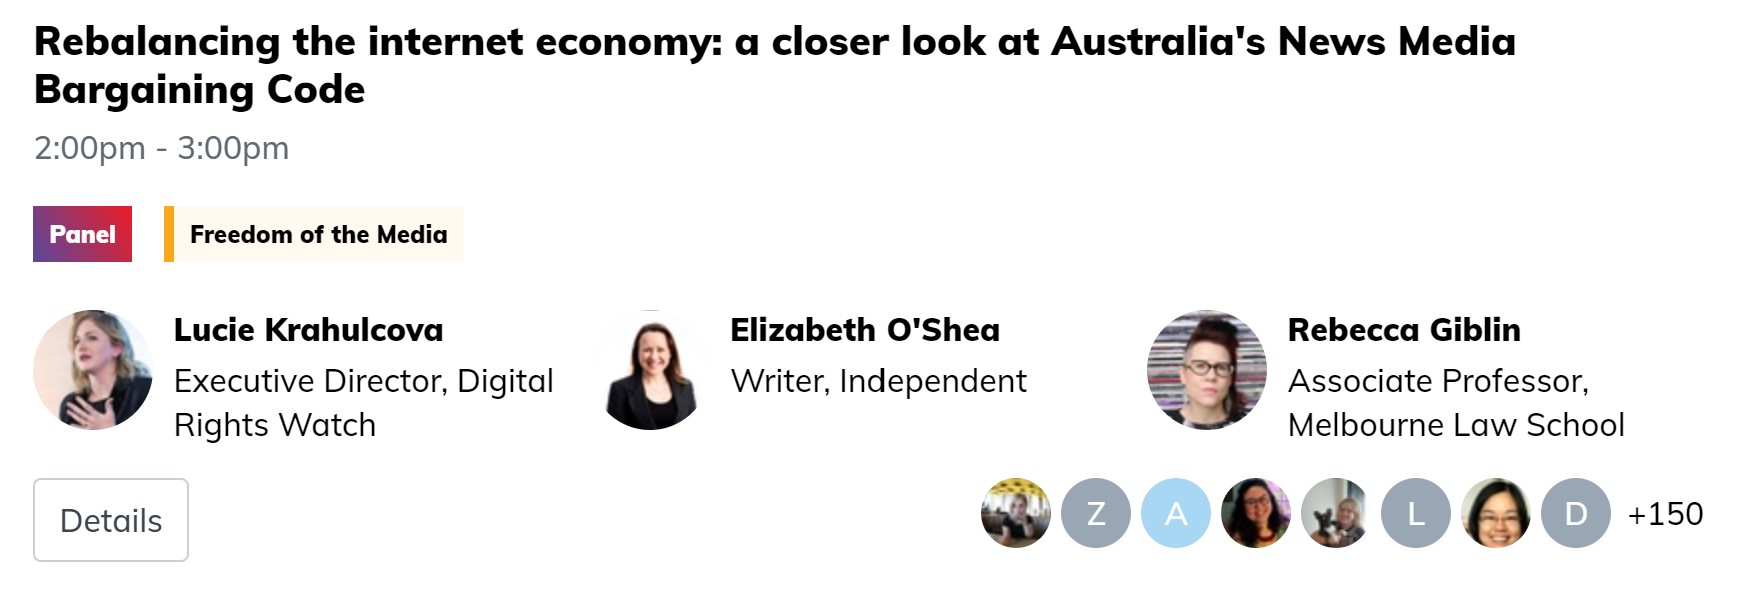 Rebalancing the internet economy: a closer look at Australia's News Media
Bargaining Code
2:00pm - 3:00pm
Panel
Freedom of the Media
Lucie Krahulcova
Executive Director, Digital
Rights Watch
Elizabeth O'Shea
Writer, Independent
Rebecca Giblin
Associate Professor,
Melbourne Law School
Details
Z
A
L
D
+150